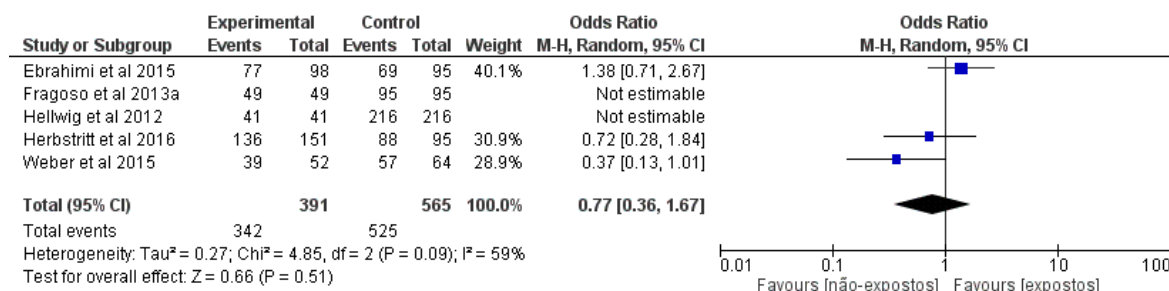 Experimental Control Odds Ratio Odds Ratio
Study or Subgroup Events Total Events Total Weight M-H, Random, 95% CI M-H, Random, 95% CI
Ebrahimi et al 2015 77 98 69 95 40.1% 1.38 [0.71, 2.67]
Fragoso et al 2013a 49 49 95 95 Not estimable
Hellwig et al 2012 41 41 216 216 Not estimable
Herbstritt et al 2016 136 151 88 95 30.9% 0.72 [0.28, 1.84]
Weber et al 2015 39 52 57 64 28.9% 0.37 [0.13, 1.01]
Total (95% CI) 391 565 100.0% 0.77 [0.36, 1.67]
Total events 342 525
Heterogeneity: Tau² = 0.27; Chi² = 4.85, df = 2 (P = 0.09); I² = 59%
Test for overall effect: Z = 0.66 (P = 0.51)
0.01 0.1 1 10 100
Favours [não-expostos] Favours [expostos]